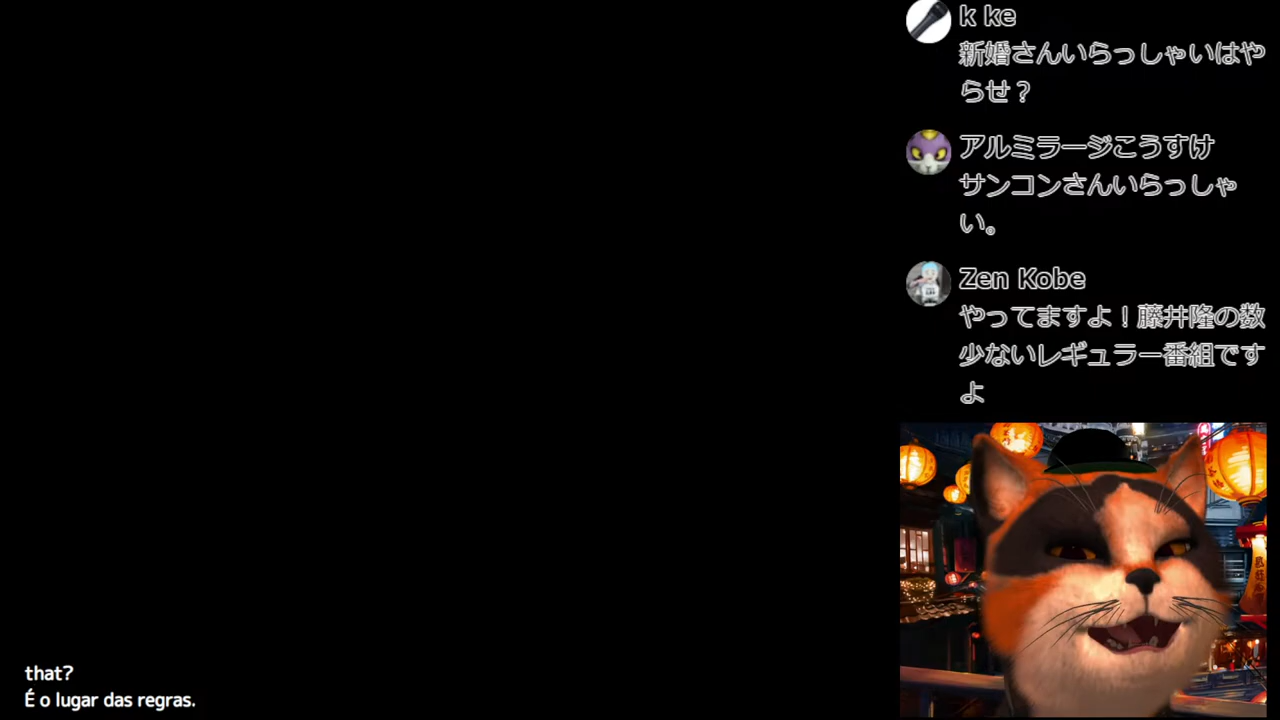 k ke
新婚さんいらっしゃいはや
らせ？
アルミラージこうすけ
サンコンさんいらっしゃ
い。
Zen Kobe
やってますよ！藤井隆の数
少ないレギュラー番組です
よ
that?
É o lugar das regras.